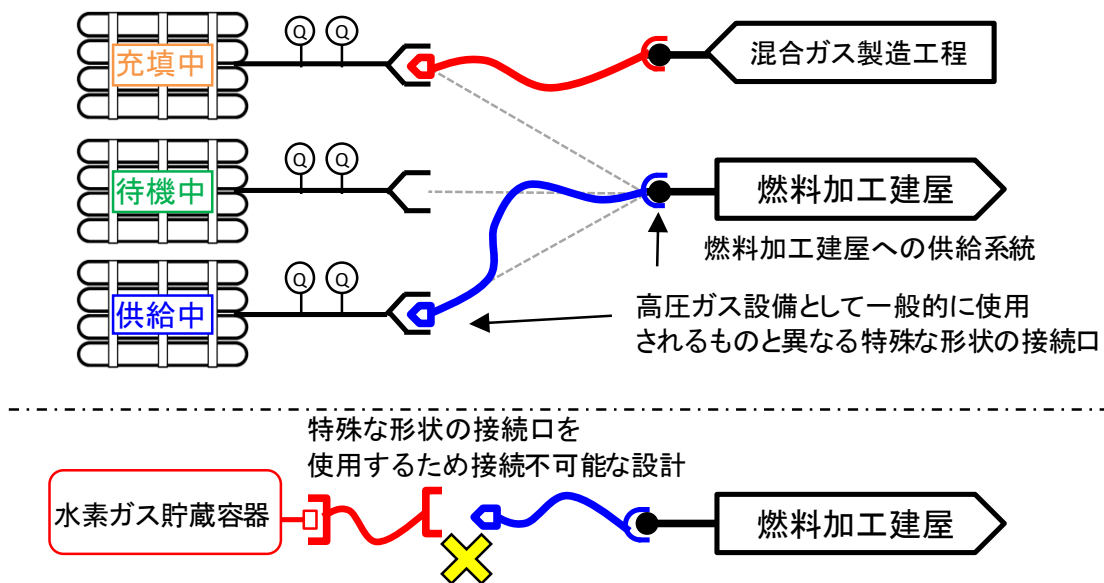 Q Q
充填中
混合ガス製造工程
Q Q
待機中
燃料加工建屋
燃料加工建屋への供給系統
Q Q
供給中
高圧ガス設備として一般的に使用
されるものと異なる特殊な形状の接続口
特殊な形状の接続口を
使用するため接続不可能な設計
水素ガス貯蔵容器
燃料加工建屋